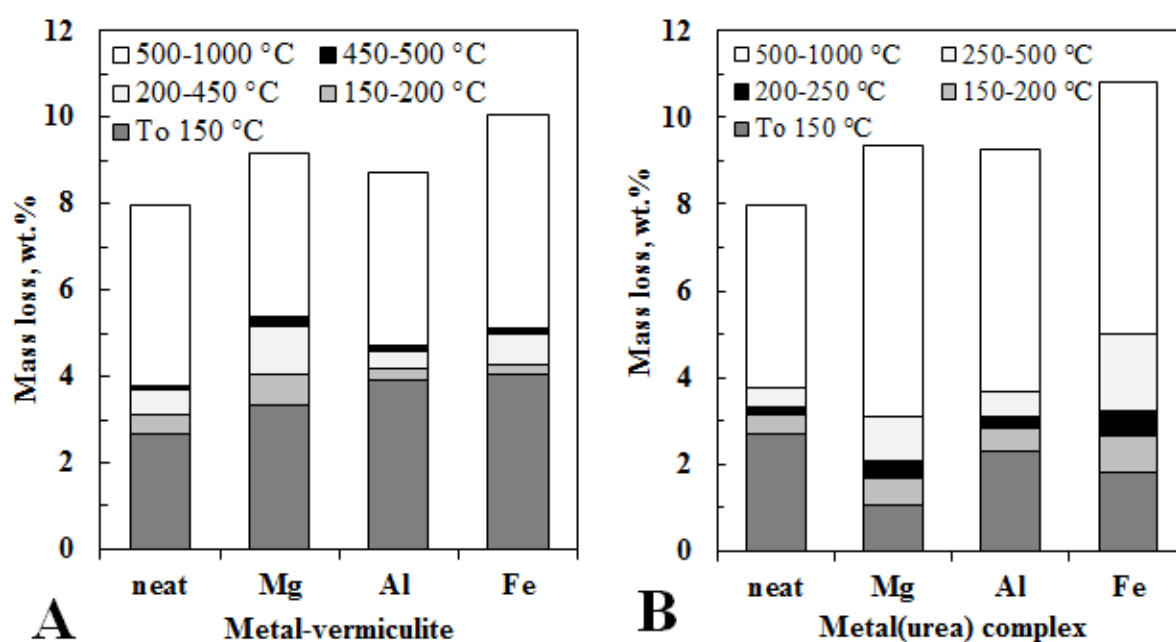 12
10
8
6
4
2
0
Mass loss, wt.%
500-1000 °C 450-500 °C
200-450 °C 150-200 °C
To 150 °C
neat Mg Al Fe
Metal-vermiculite
A
12
10
8
6
4
2
0
Mass loss, wt.%
500-1000 °C 250-500 °C
200-250 °C 150-200 °C
To 150 °C
neat Mg Al Fe
Metal(urea) complex
B